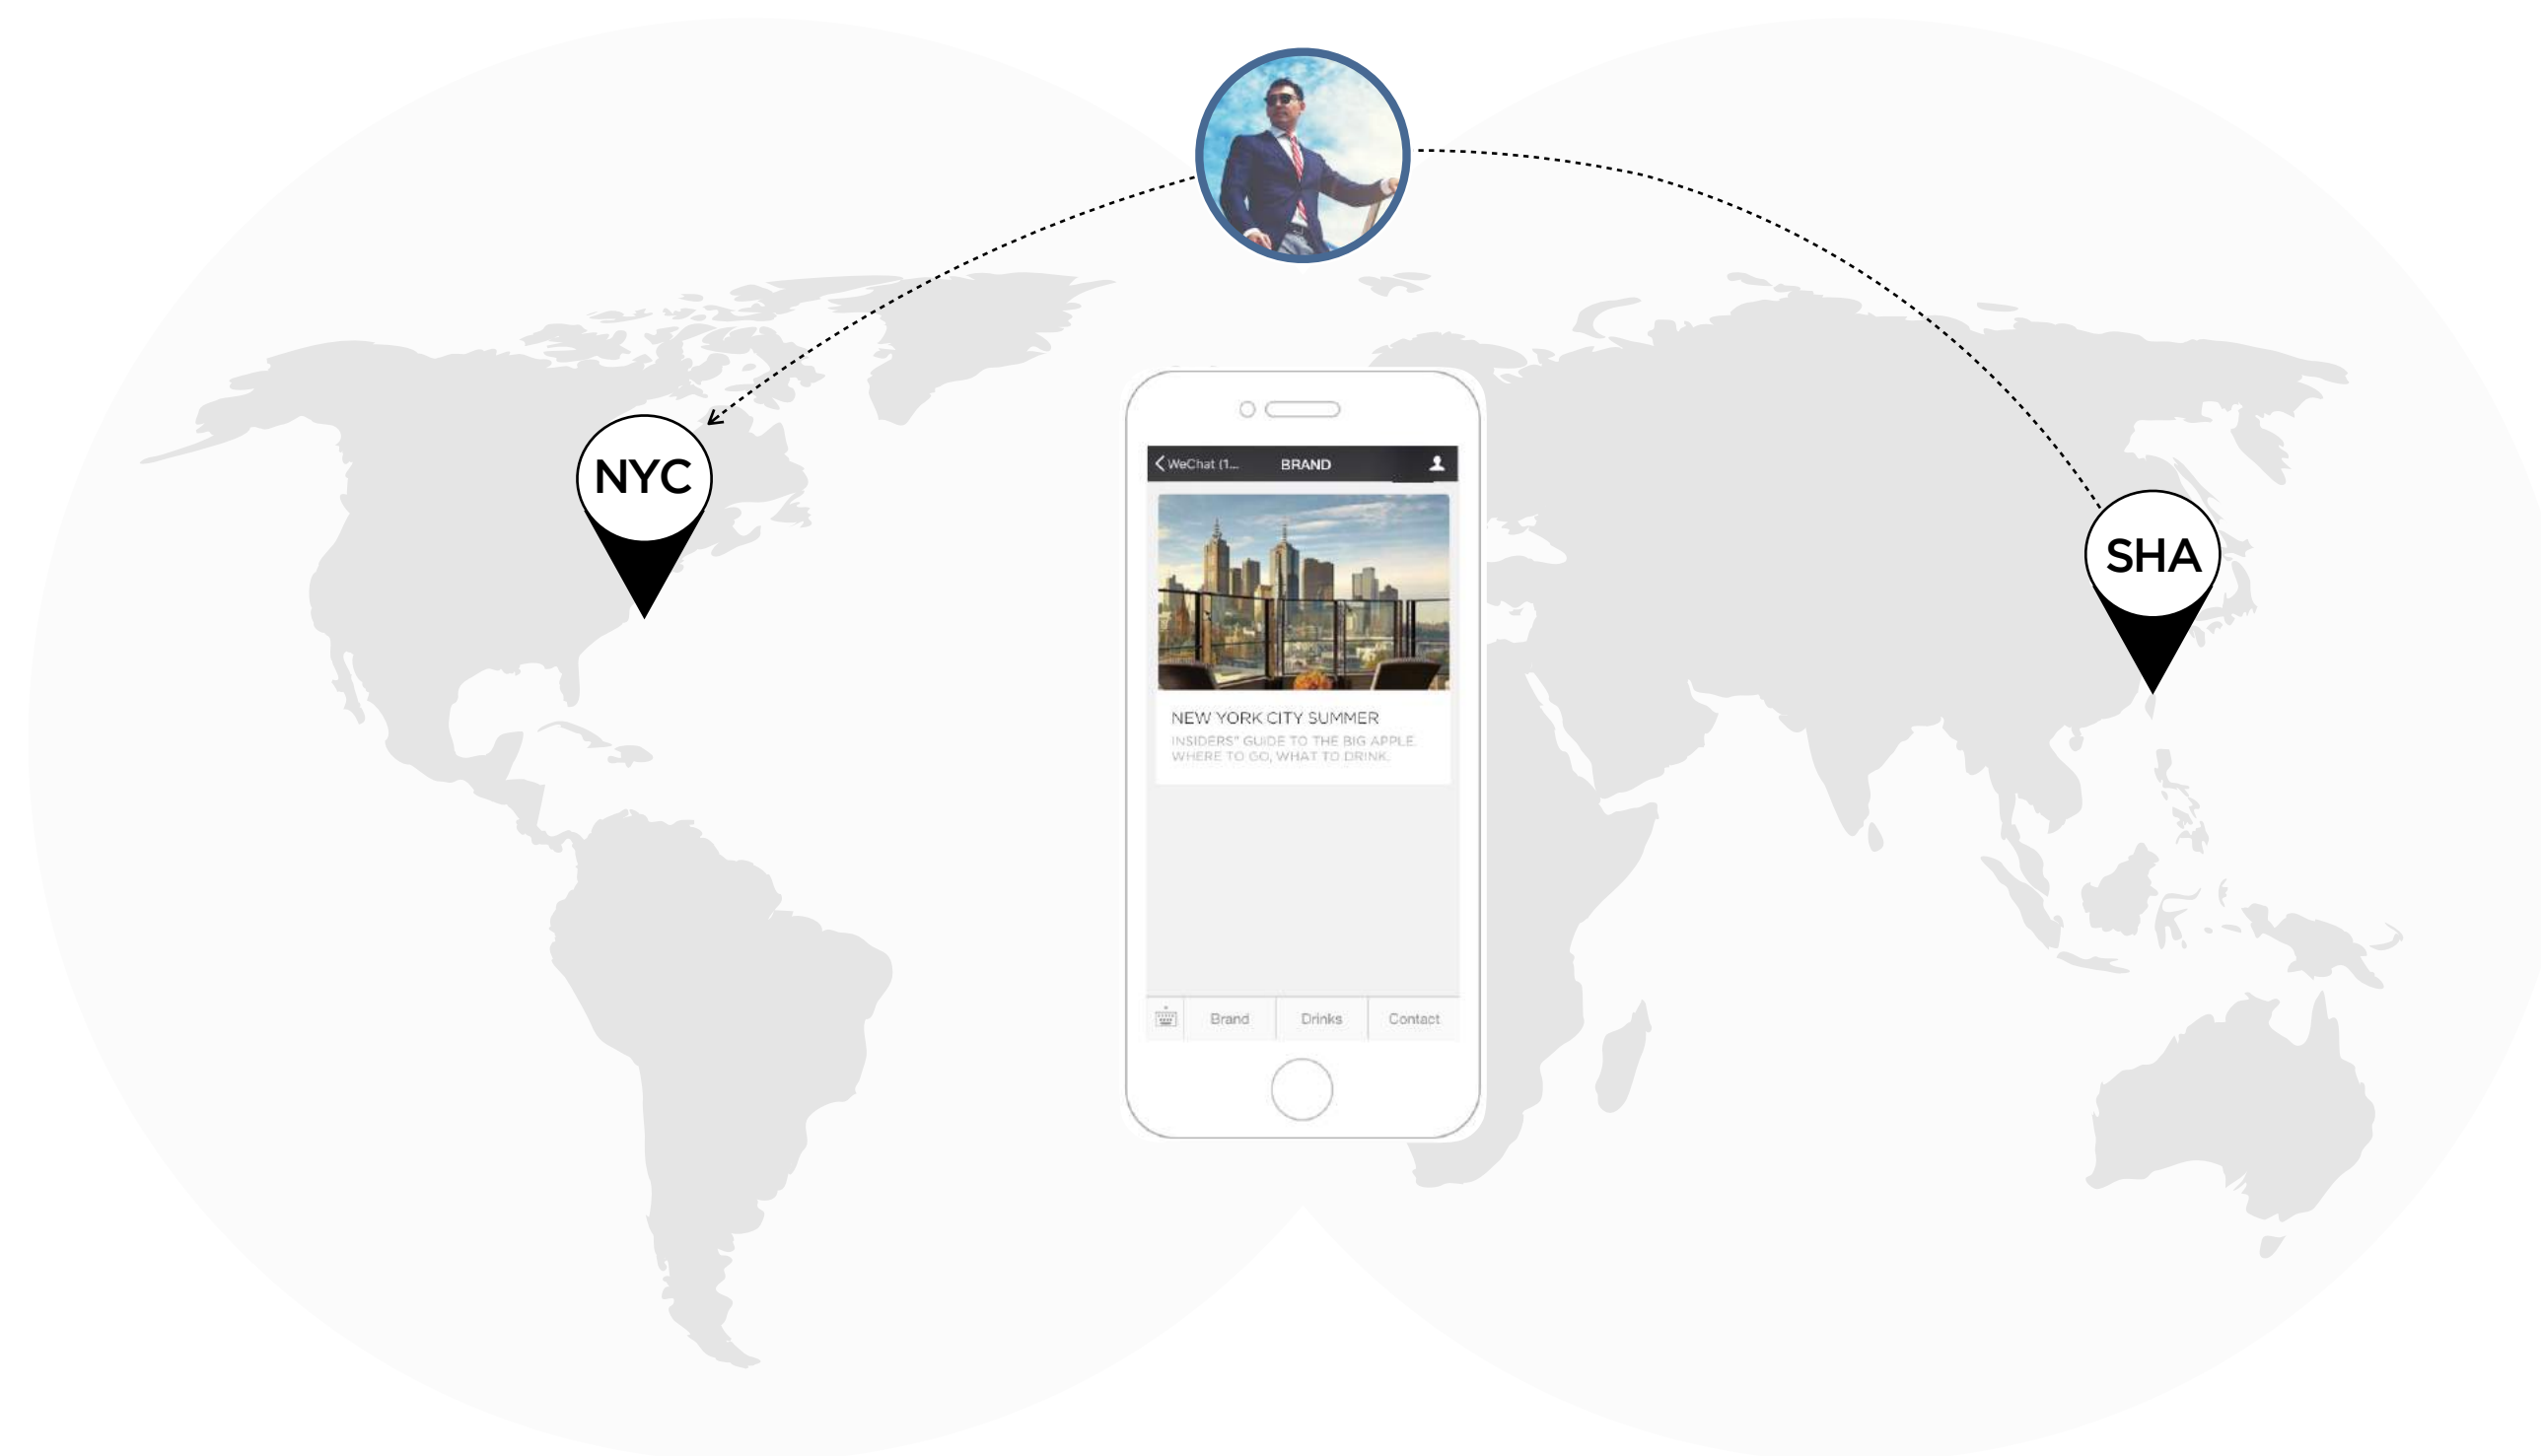 NYC
SHA
WeChat (1...
BRAND
NEW YORK CITY SUMMER
INSIDERS" GUIDE TO THE BIG APPLE.
WHERE TO GO, WHAT TO DRINK.
Brand
Drinks
Contact